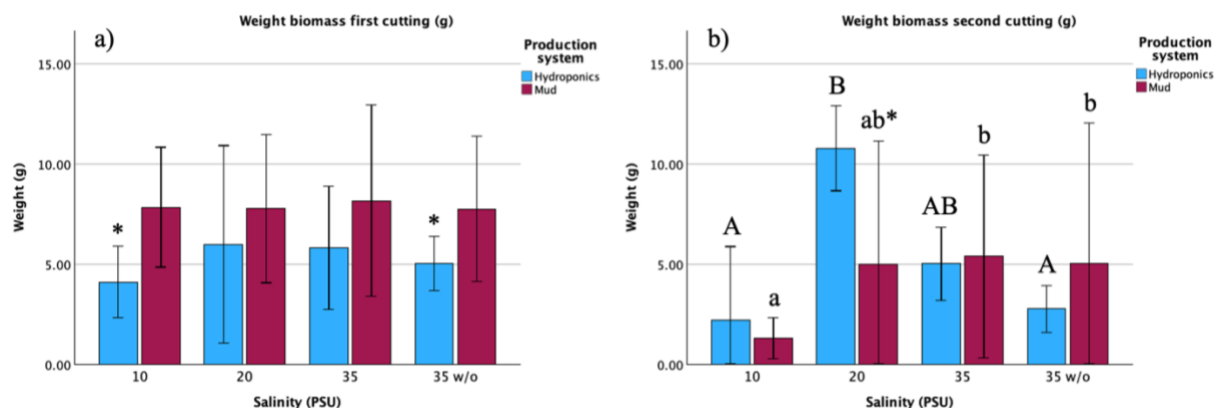 Weight biomass first cutting (g)
a)
Production
system
Hydroponics
Mud
15.00
10.00
5.00
0.00
Weight (g)
*
*
10
20
35
35 w/o
Salinity (PSU)
Weight biomass second cutting (g)
b)
Production
system
Hydroponics
Mud
15.00
10.00
5.00
0.00
Weight (g)
A
a
B
ab*
AB
b
A
b
10
20
35
35 w/o
Salinity (PSU)